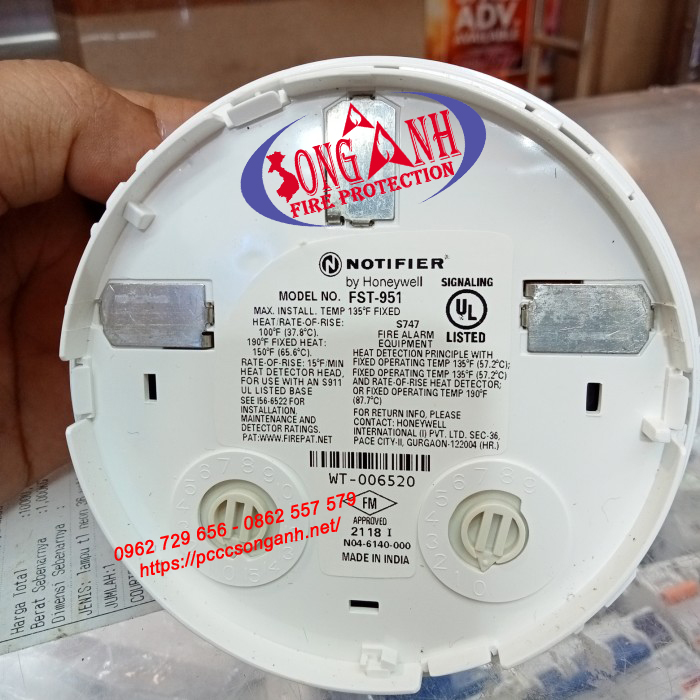 ADV.
AVAILABLE
SONG ANH
FIRE PROTECTION
NOTIFIER®
by Honeywell
MODEL NO. FST-951
MAX. INSTALL. TEMP 135°F FIXED
HEAT/RATE-OF-RISE:
100°F (37.8°C).
190°F FIXED HEAT:
150°F (65.6°C).
RATE-OF-RISE: 15°F/MIN
HEAT DETECTOR HEAD,
FOR USE WITH AN S911
UL LISTED BASE
SEE I56-6522 FOR
INSTALLATION,
MAINTENANCE AND
DETECTOR RATINGS.
PAT:WWW.FIREPAT.NET
SIGNALING
UL
LISTED
S747
FIRE ALARM
EQUIPMENT
HEAT DETECTION PRINCIPLE WITH
FIXED OPERATING TEMP 135°F (57.2°C);
FIXED OPERATING TEMP 135°F (57.2°C)
AND RATE-OF-RISE HEAT DETECTOR;
OR FIXED OPERATING TEMP 190°F
(87.7°C)
FOR RETURN INFO, PLEASE
CONTACT: HONEYWELL
INTERNATIONAL (I) PVT. LTD. SEC-36,
PACE CITY-II, GURGAON-122004 (HR.)
WT-006520
FM
APPROVED
2118 I
N04-6140-000
MADE IN INDIA
0962 729 656 - 0862 557 579
https://pcccsonganh.net/
Harga Total :
Berat Sebenarnya :
Dimensi Sebenarnya :
JENIS:
JUMLAH:1